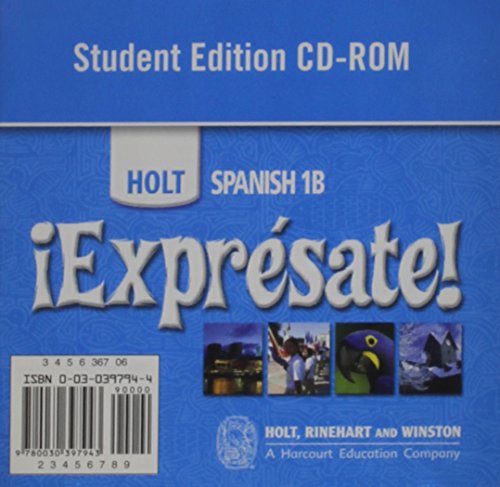 Student Edition CD-ROM
HOLT SPANISH 1B
¡Exprésate!
3 4 5 6 367 06
ISBN 0-03-039794-4
90000
9 780030 397943
2 3 4 5 6 7 8 9
HOLT, RINEHART AND WINSTON
A Harcourt Education Company